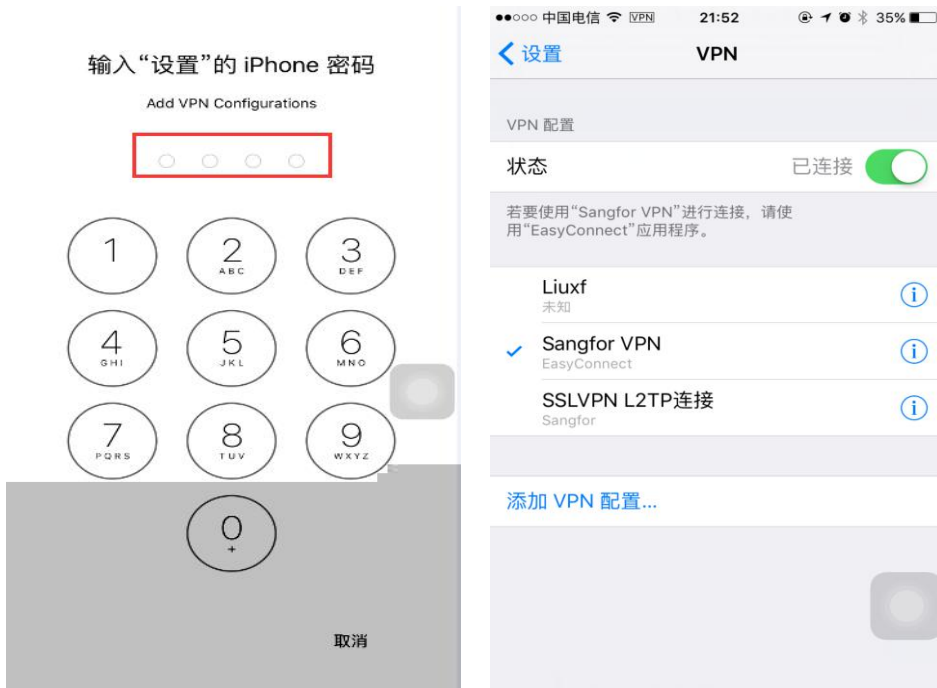 输入“设置”的 iPhone 密码
Add VPN Configurations
1
2
ABC
3
DEF
4
GHI
5
JKL
6
MNO
7
PQRS
8
TUV
9
WXYZ
0
+
取消
中国电信 VPN 21:52 35%
设置 VPN
VPN 配置
状态 已连接
若要使用“Sangfor VPN”进行连接，请使
用“EasyConnect”应用程序。
Liuxf
未知
Sangfor VPN
EasyConnect
SSLVPN L2TP连接
Sangfor
添加 VPN 配置...